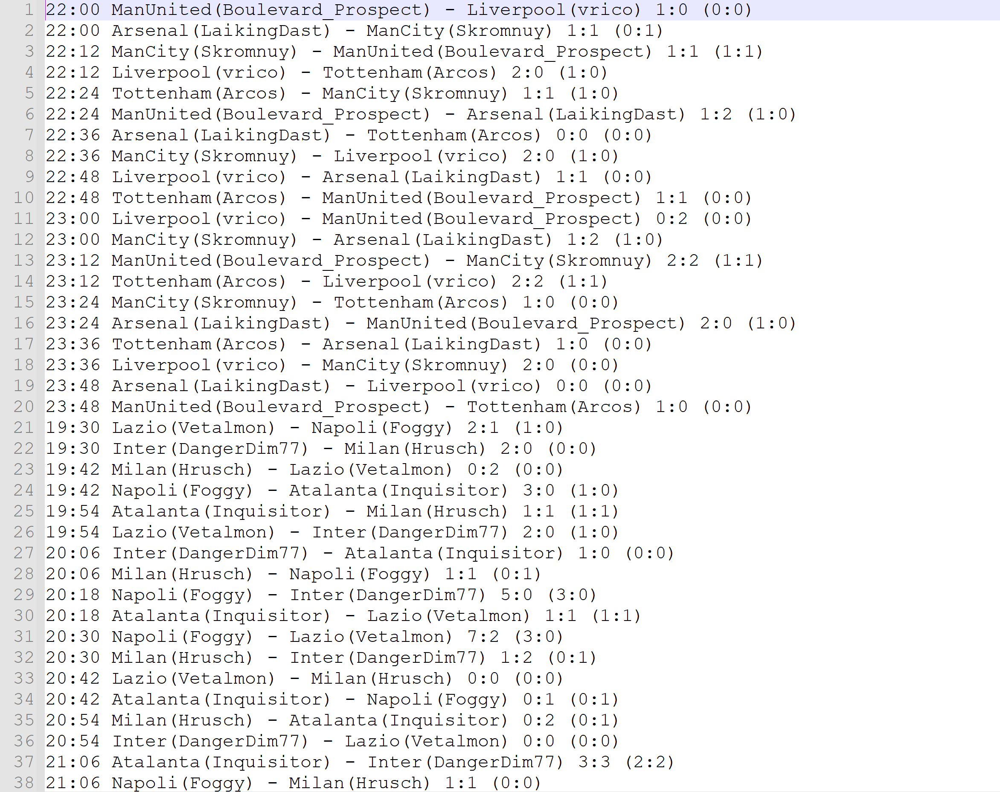 1 22:00 ManUnited(Boulevard_Prospect) - Liverpool(vrico) 1:0 (0:0)
2 22:00 Arsenal(LaikingDast) - ManCity(Skromnuy) 1:1 (0:1)
3 22:12 ManCity(Skromnuy) - ManUnited(Boulevard_Prospect) 1:1 (1:1)
4 22:12 Liverpool(vrico) - Tottenham(Arcos) 2:0 (1:0)
5 22:24 Tottenham(Arcos) - ManCity(Skromnuy) 1:1 (1:0)
6 22:24 ManUnited(Boulevard_Prospect) - Arsenal(LaikingDast) 1:2 (1:0)
7 22:36 Arsenal(LaikingDast) - Tottenham(Arcos) 0:0 (0:0)
8 22:36 ManCity(Skromnuy) - Liverpool(vrico) 2:0 (1:0)
9 22:48 Liverpool(vrico) - Arsenal(LaikingDast) 1:1 (0:0)
10 22:48 Tottenham(Arcos) - ManUnited(Boulevard_Prospect) 1:1 (0:0)
11 23:00 Liverpool(vrico) - ManUnited(Boulevard_Prospect) 0:2 (0:0)
12 23:00 ManCity(Skromnuy) - Arsenal(LaikingDast) 1:2 (1:0)
13 23:12 ManUnited(Boulevard_Prospect) - ManCity(Skromnuy) 2:2 (1:1)
14 23:12 Tottenham(Arcos) - Liverpool(vrico) 2:2 (1:1)
15 23:24 ManCity(Skromnuy) - Tottenham(Arcos) 1:0 (0:0)
16 23:24 Arsenal(LaikingDast) - ManUnited(Boulevard_Prospect) 2:0 (1:0)
17 23:36 Tottenham(Arcos) - Arsenal(LaikingDast) 1:0 (0:0)
18 23:36 Liverpool(vrico) - ManCity(Skromnuy) 2:0 (0:0)
19 23:48 Arsenal(LaikingDast) - Liverpool(vrico) 0:0 (0:0)
20 23:48 ManUnited(Boulevard_Prospect) - Tottenham(Arcos) 1:0 (0:0)
21 19:30 Lazio(Vetalmon) - Napoli(Foggy) 2:1 (1:0)
22 19:30 Inter(DangerDim77) - Milan(Hrusch) 2:0 (0:0)
23 19:42 Milan(Hrusch) - Lazio(Vetalmon) 0:2 (0:0)
24 19:42 Napoli(Foggy) - Atalanta(Inquisitor) 3:0 (1:0)
25 19:54 Atalanta(Inquisitor) - Milan(Hrusch) 1:1 (1:1)
26 19:54 Lazio(Vetalmon) - Inter(DangerDim77) 2:0 (1:0)
27 20:06 Inter(DangerDim77) - Atalanta(Inquisitor) 1:0 (0:0)
28 20:06 Milan(Hrusch) - Napoli(Foggy) 1:1 (0:1)
29 20:18 Napoli(Foggy) - Inter(DangerDim77) 5:0 (3:0)
30 20:18 Atalanta(Inquisitor) - Lazio(Vetalmon) 1:1 (1:1)
31 20:30 Napoli(Foggy) - Lazio(Vetalmon) 7:2 (3:0)
32 20:30 Milan(Hrusch) - Inter(DangerDim77) 1:2 (0:1)
33 20:42 Lazio(Vetalmon) - Milan(Hrusch) 0:0 (0:0)
34 20:42 Atalanta(Inquisitor) - Napoli(Foggy) 0:1 (0:1)
35 20:54 Milan(Hrusch) - Atalanta(Inquisitor) 0:2 (0:1)
36 20:54 Inter(DangerDim77) - Lazio(Vetalmon) 0:0 (0:0)
37 21:06 Atalanta(Inquisitor) - Inter(DangerDim77) 3:3 (2:2)
38 21:06 Napoli(Foggy) - Milan(Hrusch) 1:1 (0:0)